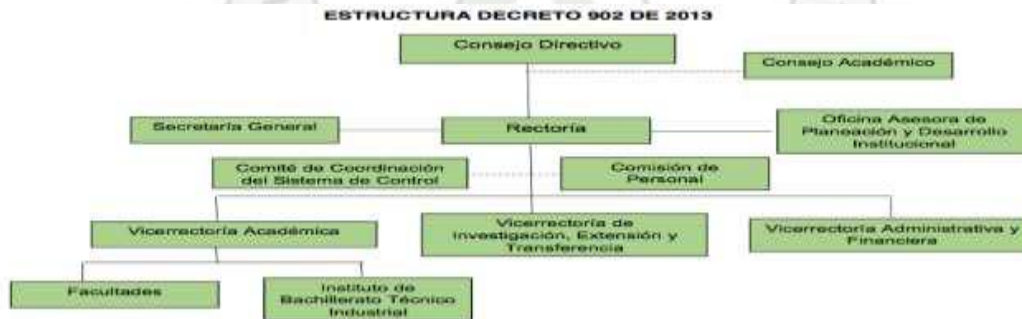 ESTRUCTURA DECRETO 902 DE 2013
Consejo Directivo
Consejo Académico
Secretaría General
Rectoría
Oficina Asesora de
Planeación y Desarrollo
Institucional
Comité de Coordinación
del Sistema de Control
Comisión de
Personal
Vicerrectoría Académica
Vicerrectoría de
Investigación, Extensión y
Transferencia
Vicerrectoría Administrativa y
Financiera
Facultades
Instituto de
Bachillerato Técnico
Industrial